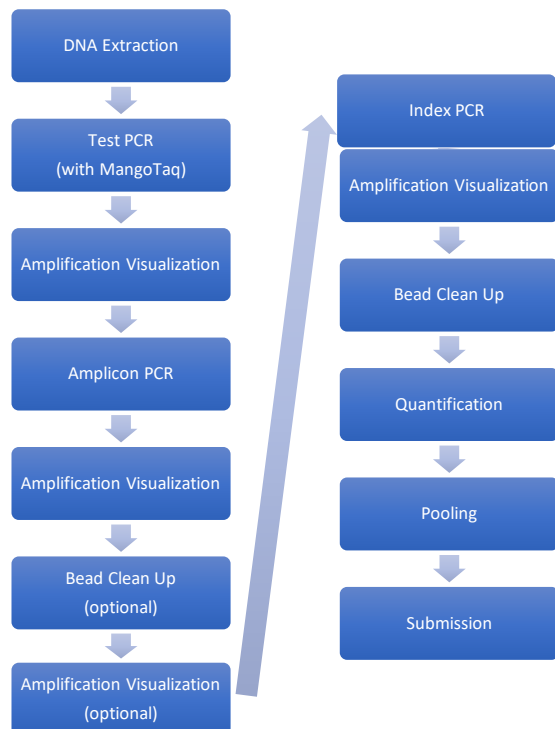 DNA Extraction
Test PCR
(with MangoTaq)
Amplification Visualization
Amplicon PCR
Amplification Visualization
Bead Clean Up
(optional)
Amplification Visualization
(optional)
Index PCR
Amplification Visualization
Bead Clean Up
Quantification
Pooling
Submission